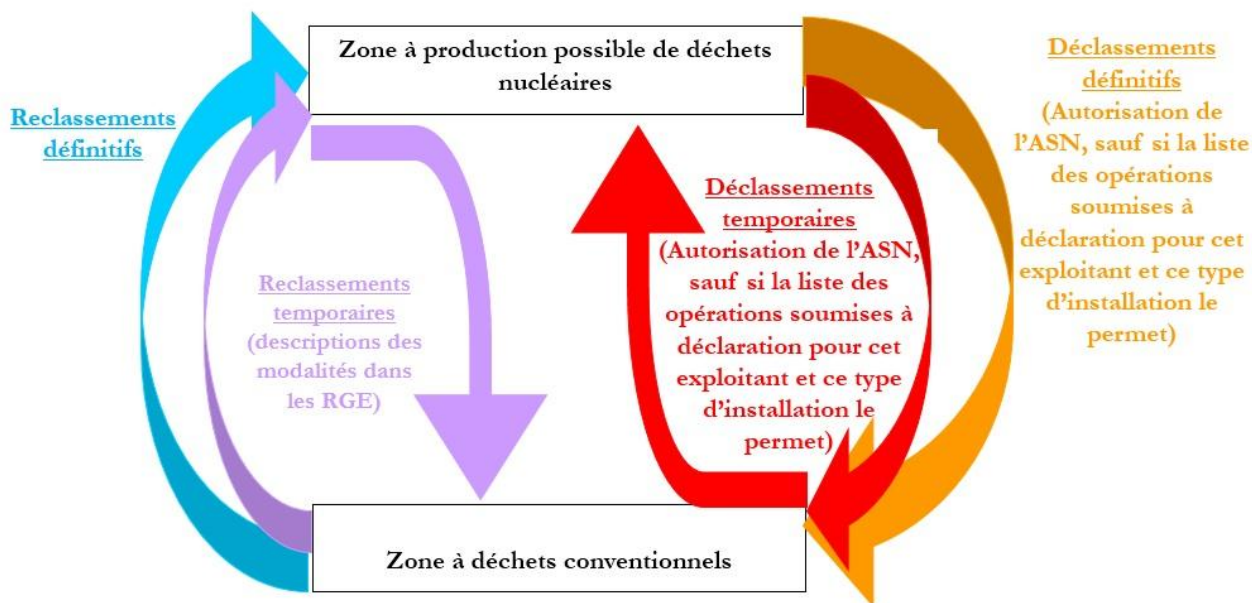 Zone à production possible de déchets
nucléaires
Reclassements
définitifs
Reclassements
temporaires
(descriptions des
modalités dans
les RGE)
Déclassements
temporaires
(Autorisation de l’ASN,
sauf si la liste des
opérations soumises à
déclaration pour cet
exploitant et ce type
d’installation le
permet)
Déclassements
définitifs
(Autorisation de
l’ASN, sauf si la liste
des opérations
soumises à
déclaration pour cet
exploitant et ce type
d’installation le
permet)
Zone à déchets conventionnels